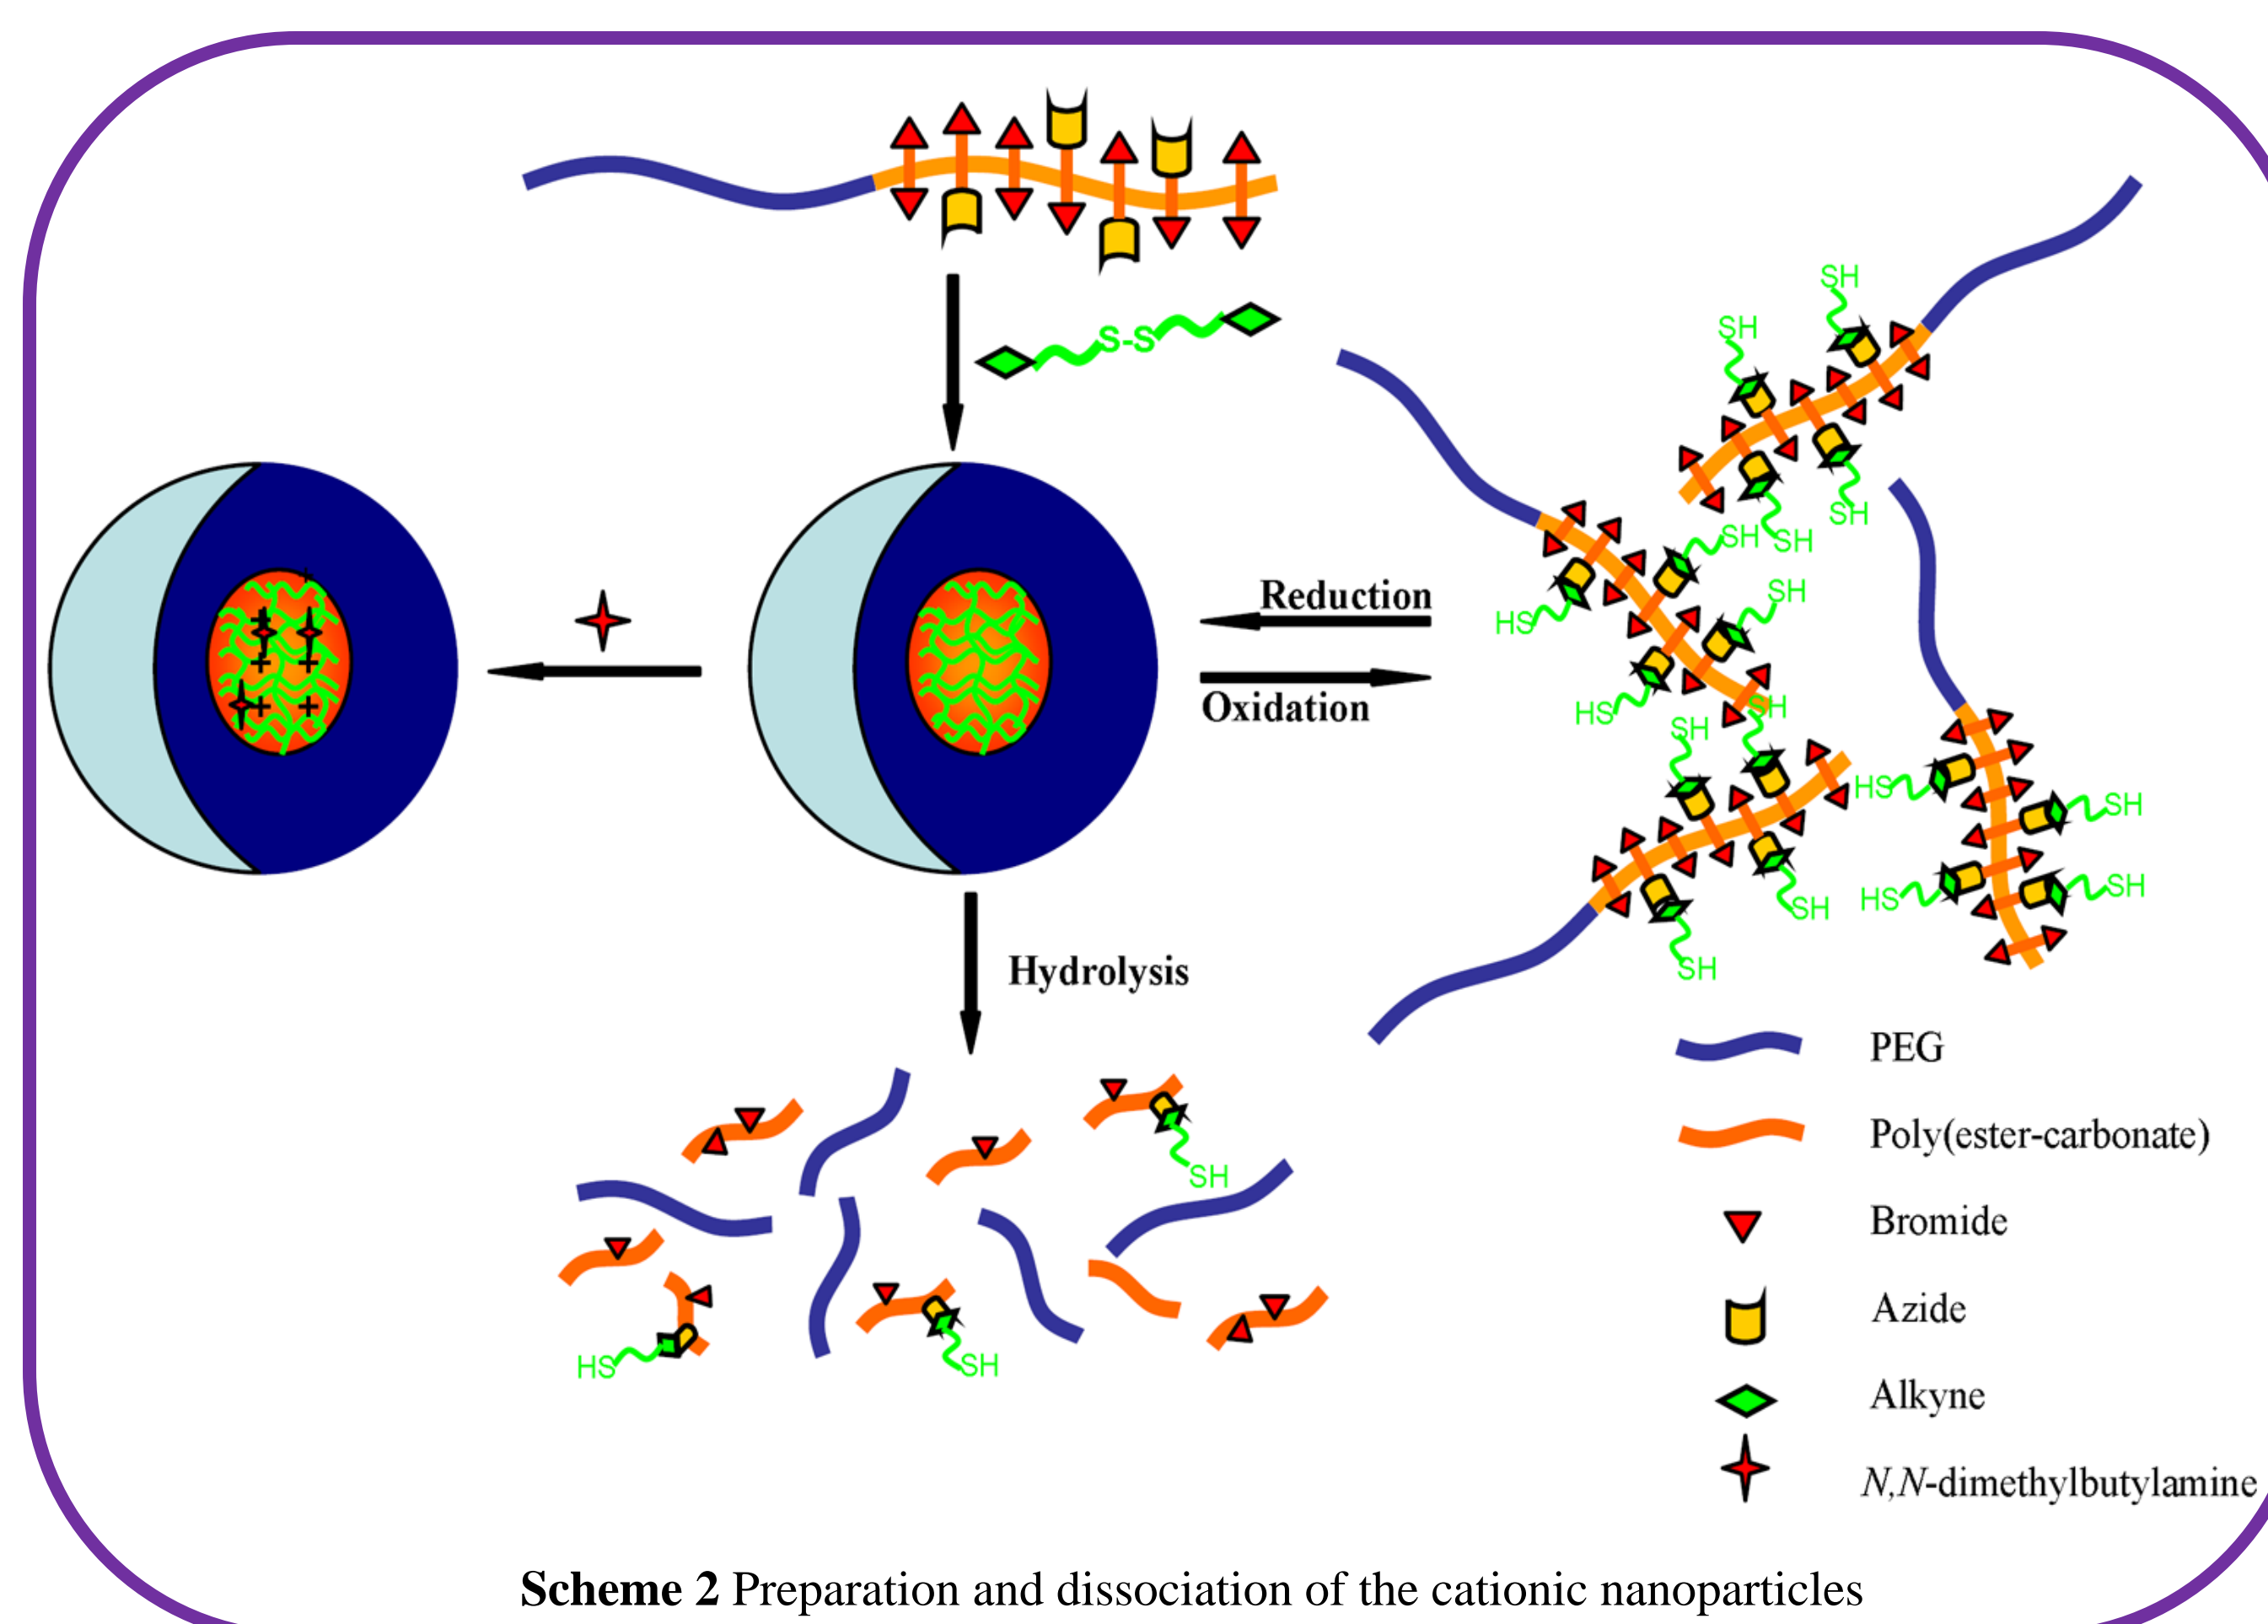 SH
SH
S-S
SH
SH
SH
SH
Reduction
HS
Oxidation
HS
SH
SH
HS
SH
HS
SH
SH
SH
Hydrolysis
PEG
Poly(ester-carbonate)
SH
Bromide
Azide
HS
SH
Alkyne
N,N-dimethylbutylamine
Scheme 2 Preparation and dissociation of the cationic nanoparticles